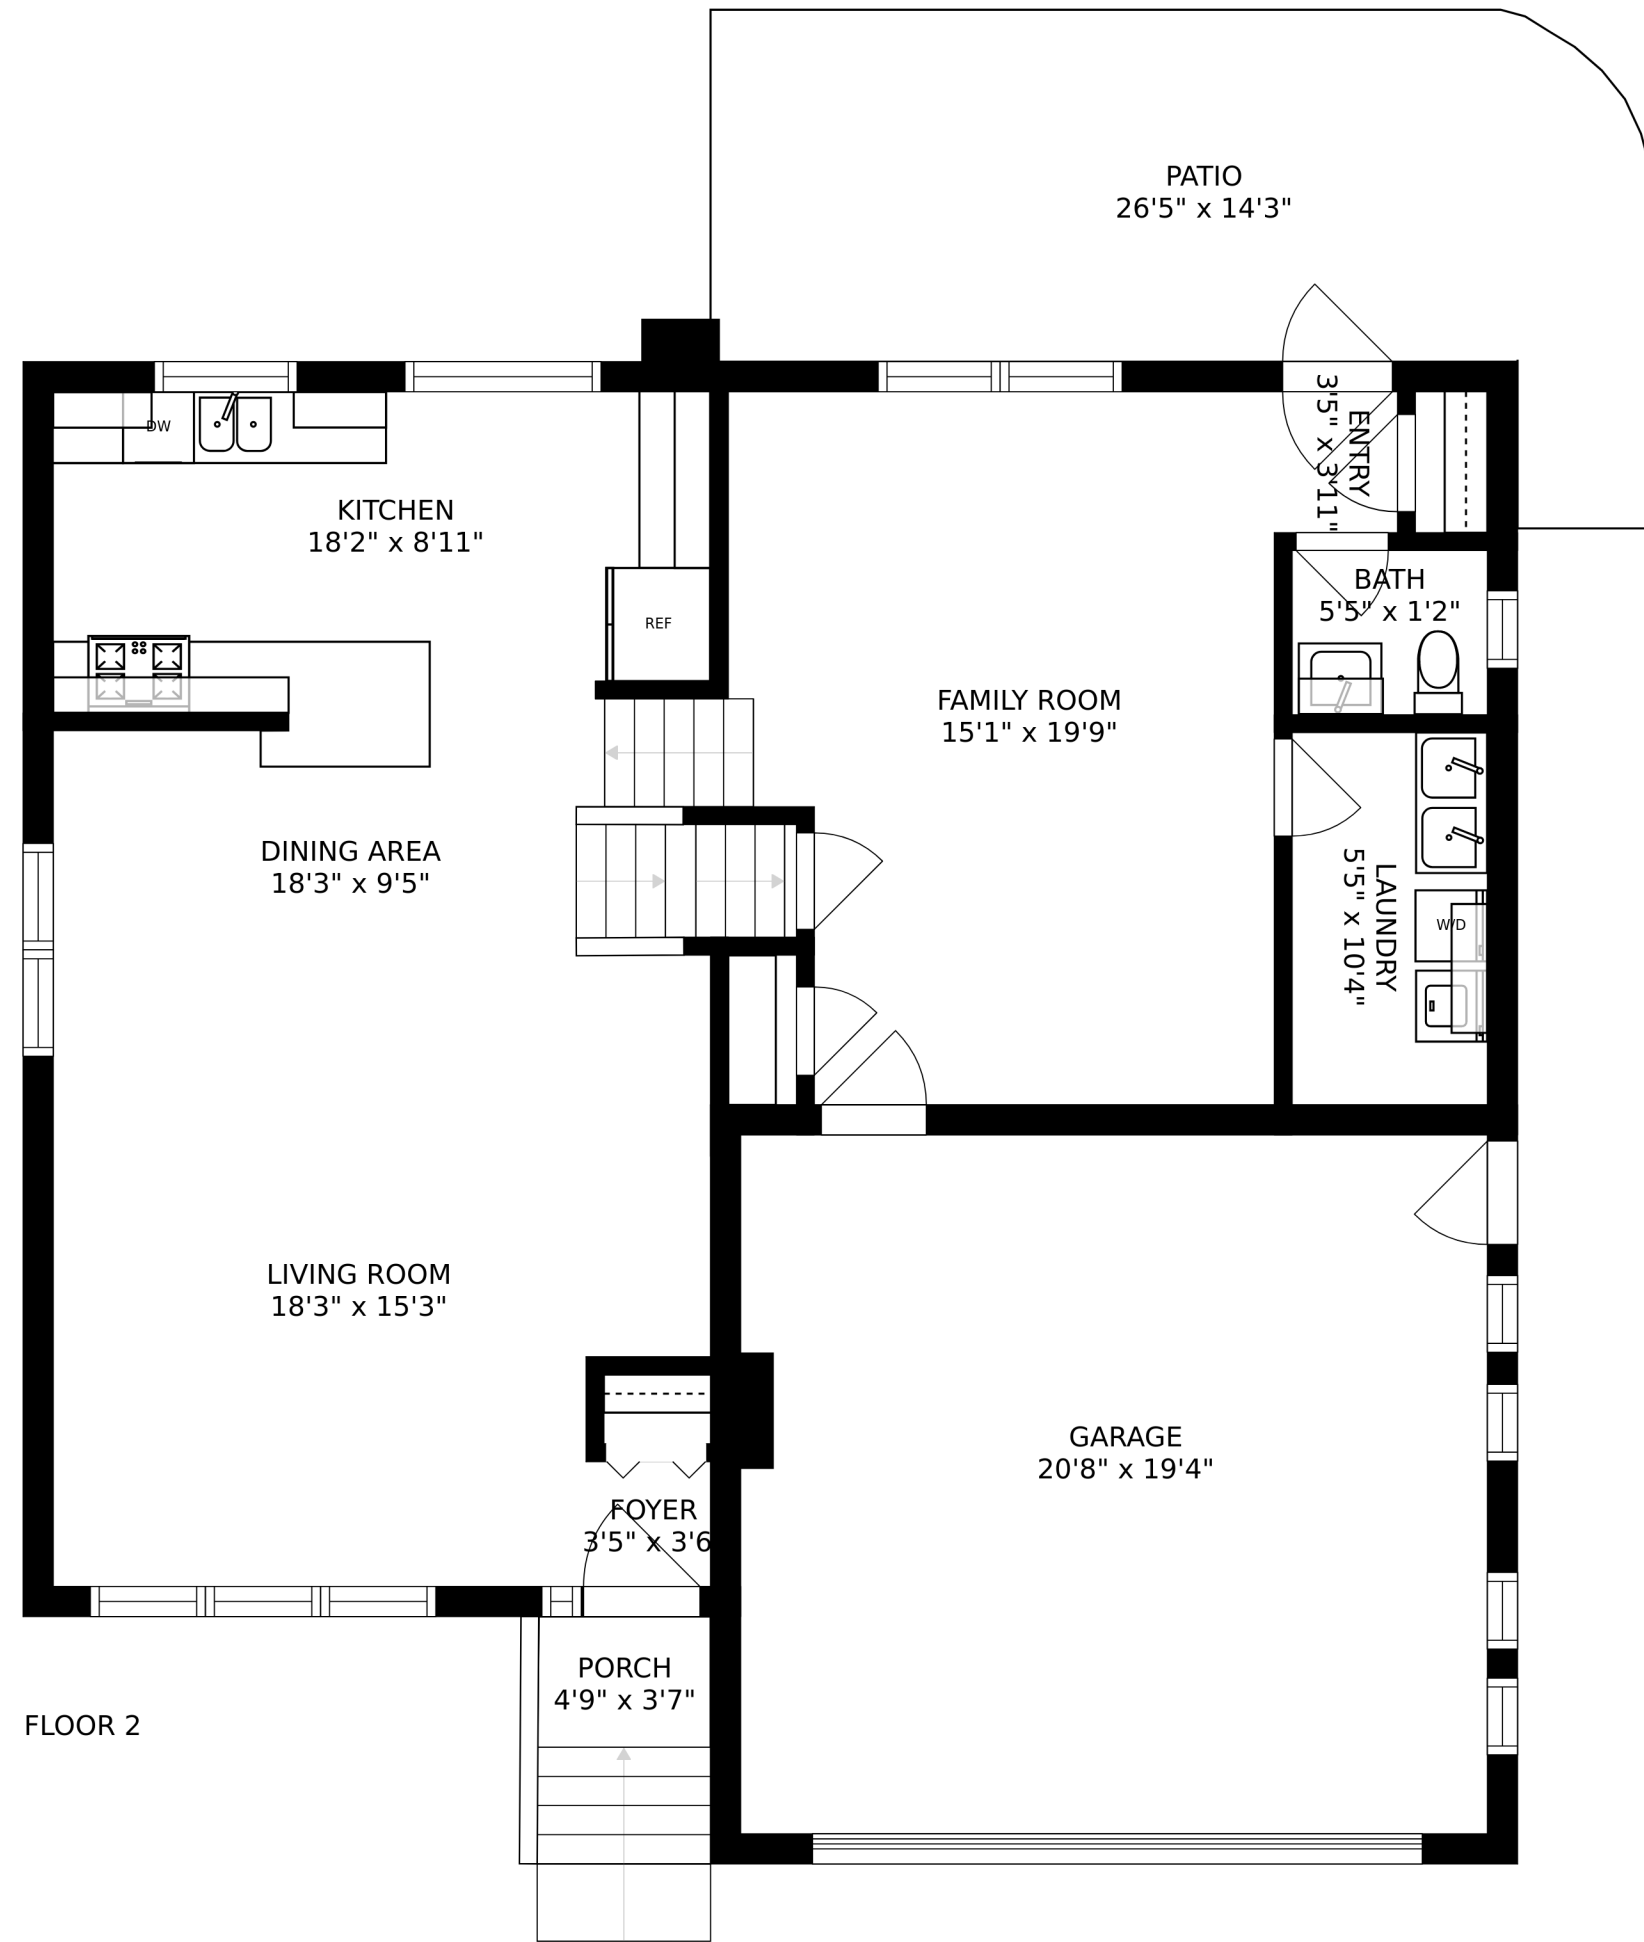 PATIO
26'5" x 14'3"
ENTRY
3'5" x 3'11"
DW
KITCHEN
18'2" x 8'11"
REF
BATH
5'5" x 1'2"
FAMILY ROOM
15'1" x 19'9"
DINING AREA
18'3" x 9'5"
LAUNDRY
5'5" x 10'4"
W/D
LIVING ROOM
18'3" x 15'3"
GARAGE
20'8" x 19'4"
FOYER
3'5" x 3'6
PORCH
4'9" x 3'7"
FLOOR 2